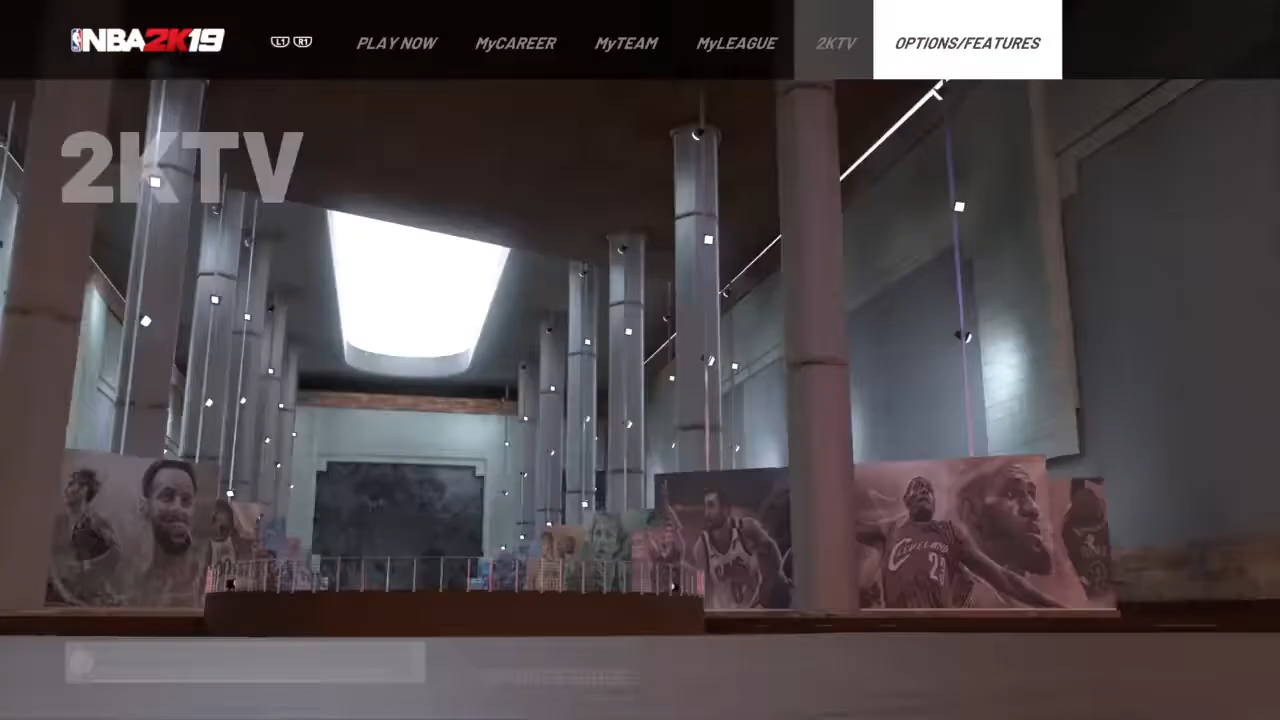 NBA2K19 L1 R1 PLAY NOW MyCAREER MyTEAM MyLEAGUE 2KTV OPTIONS/FEATURES
2KTV
CLEVELAND
23